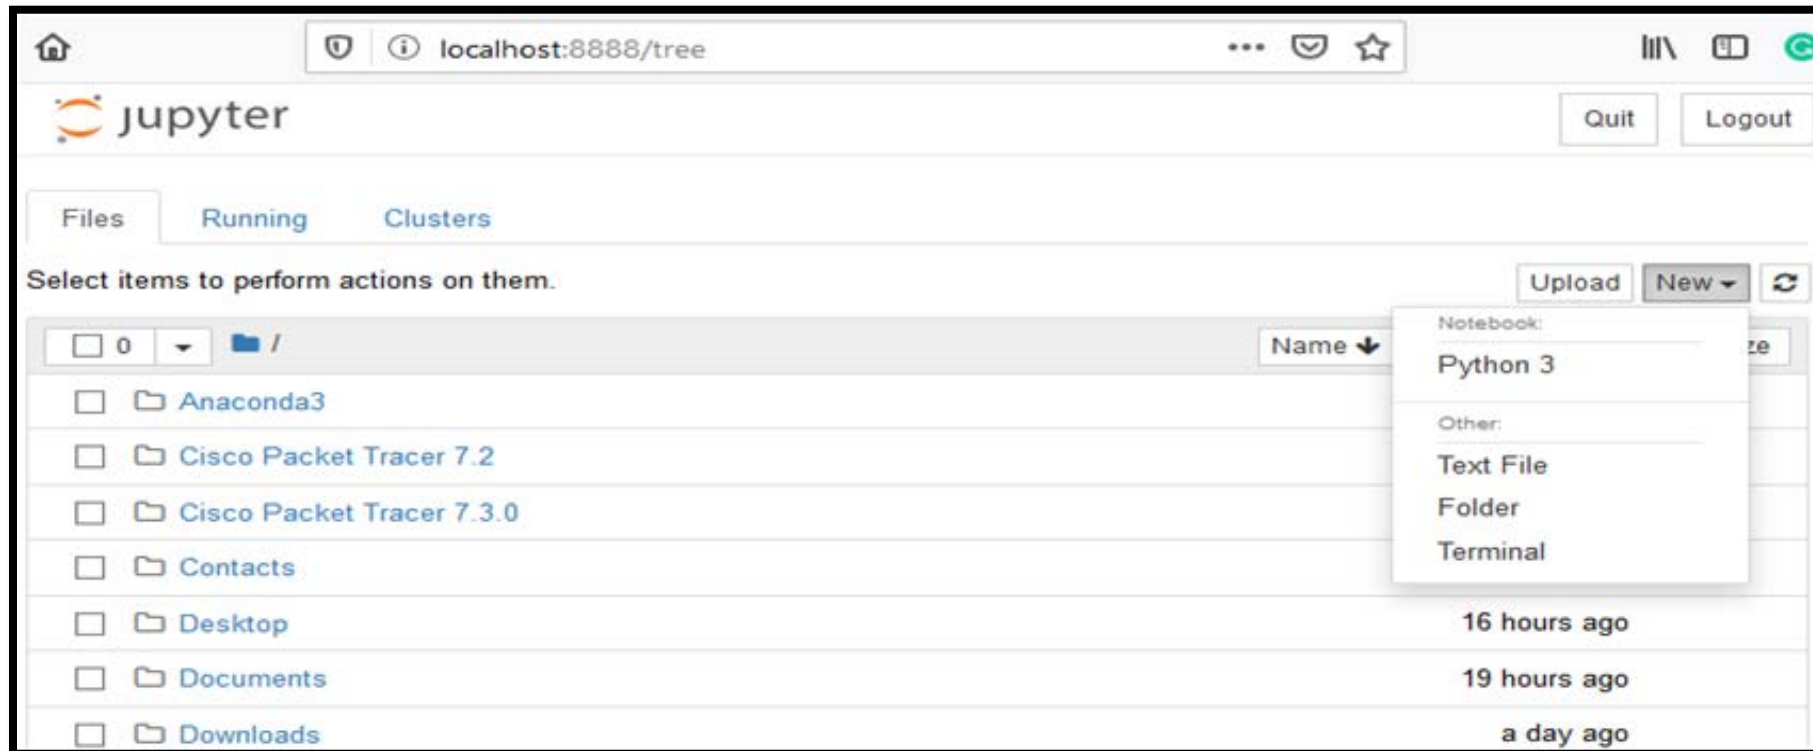 localhost:8888/tree
jupyter Quit Logout
Files Running Clusters
Select items to perform actions on them. Upload New
Notebook:
0 / Name ze
Python 3
Anaconda3
Other:
Cisco Packet Tracer 7.2 Text File
Cisco Packet Tracer 7.3.0 Folder
Terminal
Contacts
Desktop 16 hours ago
Documents 19 hours ago
Downloads a day ago